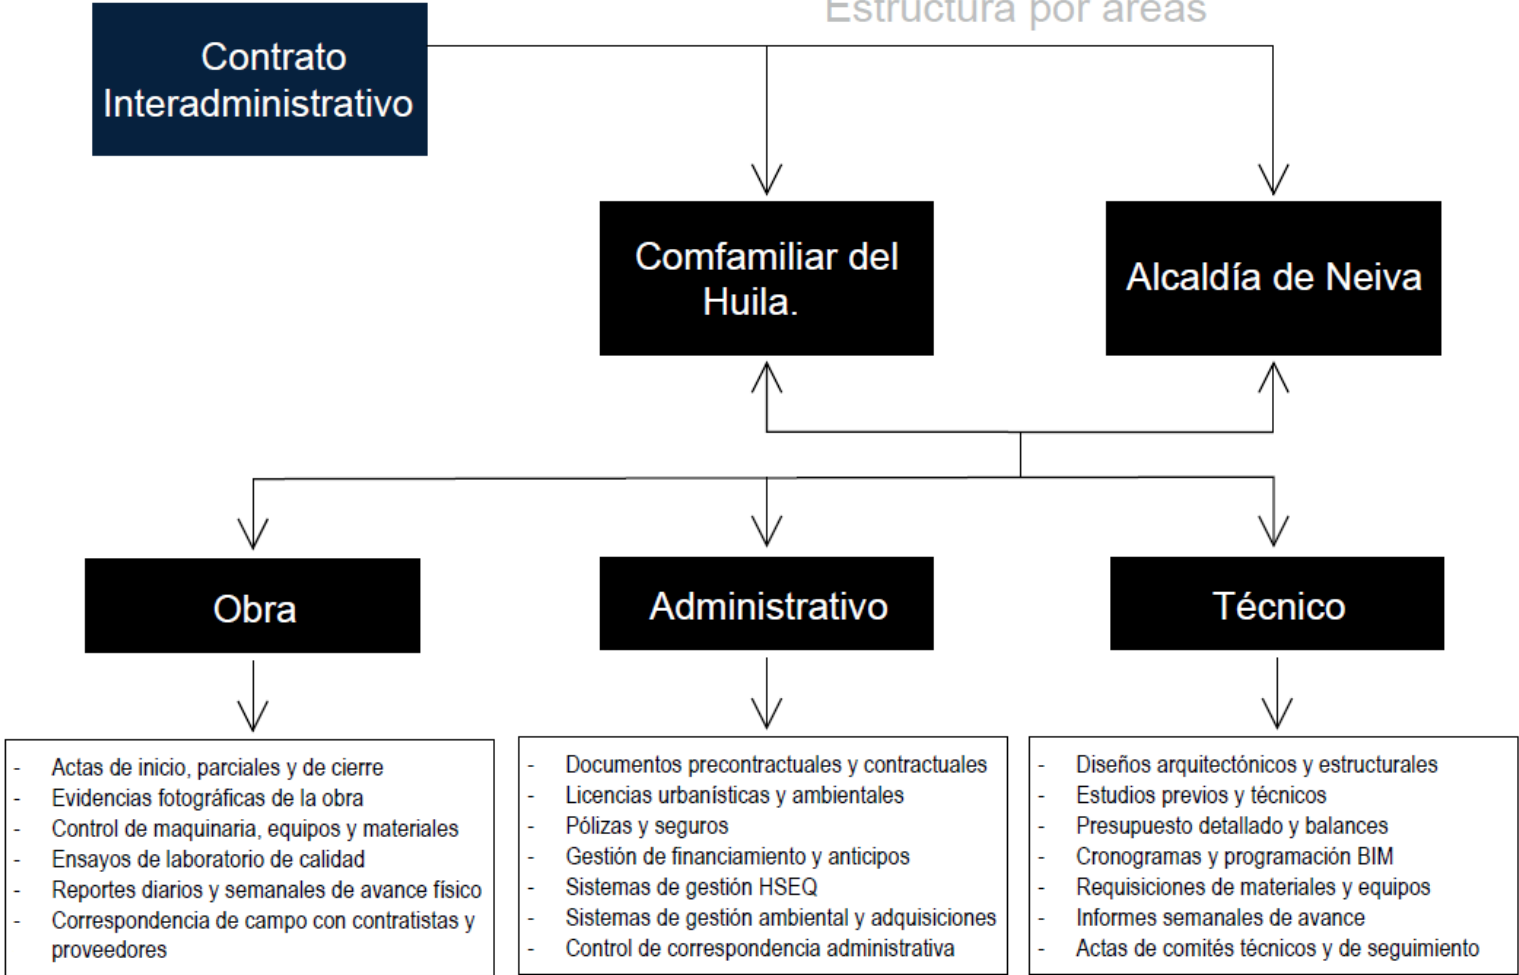 Estructura por áreas
Contrato
Interadministrativo
Comfamiliar del
Huila.
Alcaldía de Neiva
Obra
Administrativo
Técnico
- Actas de inicio, parciales y de cierre
- Evidencias fotográficas de la obra
- Control de maquinaria, equipos y materiales
- Ensayos de laboratorio de calidad
- Reportes diarios y semanales de avance físico
- Correspondencia de campo con contratistas y
proveedores
- Documentos precontractuales y contractuales
- Licencias urbanísticas y ambientales
- Pólizas y seguros
- Gestión de financiamiento y anticipos
- Sistemas de gestión HSEQ
- Sistemas de gestión ambiental y adquisiciones
- Control de correspondencia administrativa
- Diseños arquitectónicos y estructurales
- Estudios previos y técnicos
- Presupuesto detallado y balances
- Cronogramas y programación BIM
- Requisiciones de materiales y equipos
- Informes semanales de avance
- Actas de comités técnicos y de seguimiento